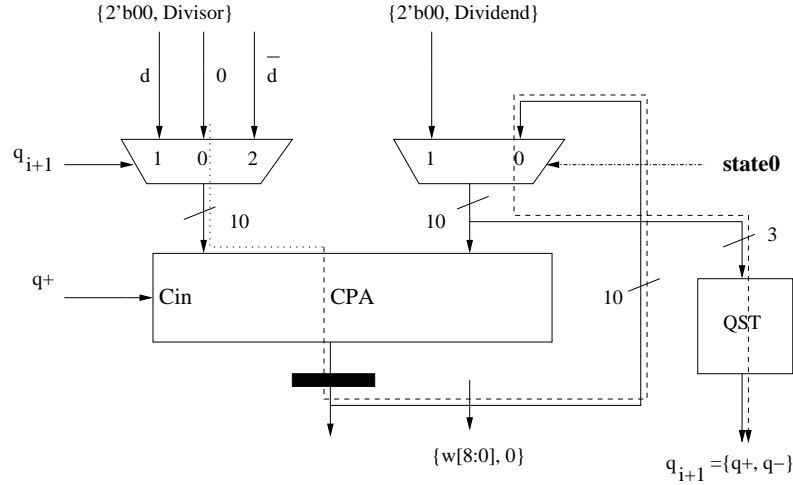 {2'b00, Divisor} {2'b00, Dividend}
d 0 d̅
1 0 2 1 0
q i+1 state0
10 10 3
q+ Cin CPA 10 QST
{w[8:0], 0}
q i+1 ={q+, q−}